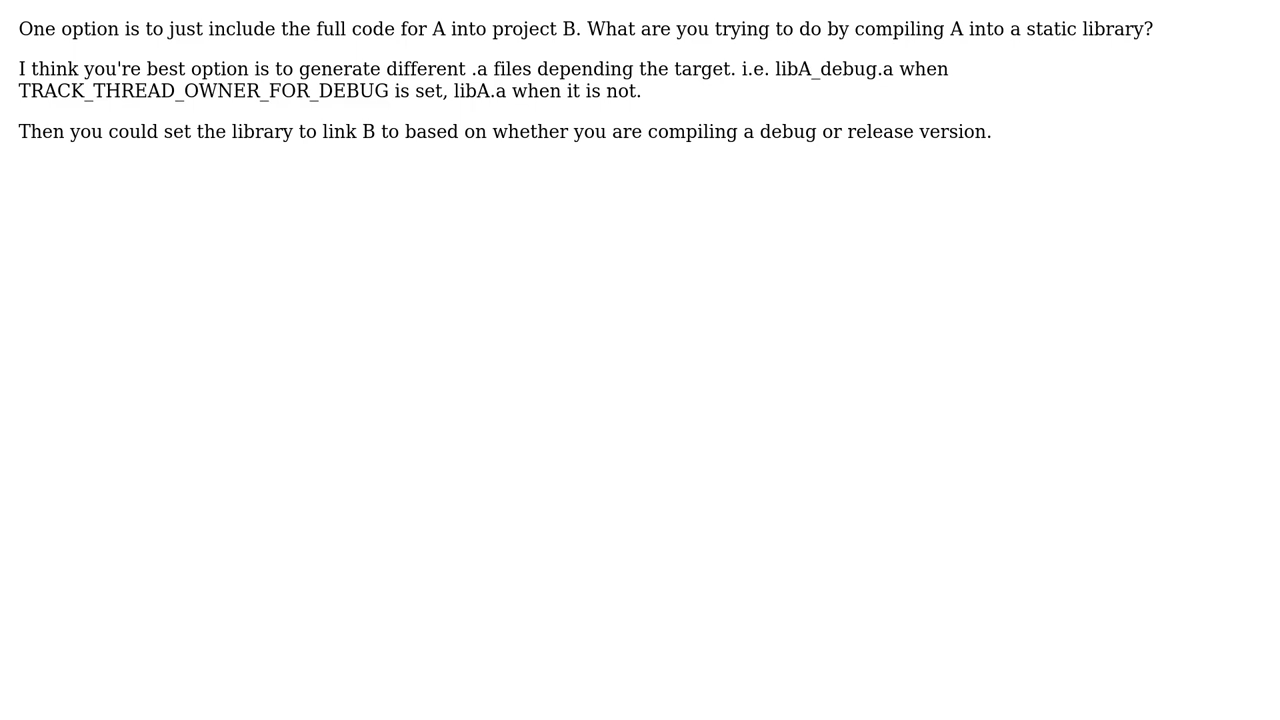 One option is to just include the full code for A into project B. What are you trying to do by compiling A into a static library?
I think you're best option is to generate different .a files depending the target. i.e. libA_debug.a when
TRACK_THREAD_OWNER_FOR_DEBUG is set, libA.a when it is not.
Then you could set the library to link B to based on whether you are compiling a debug or release version.